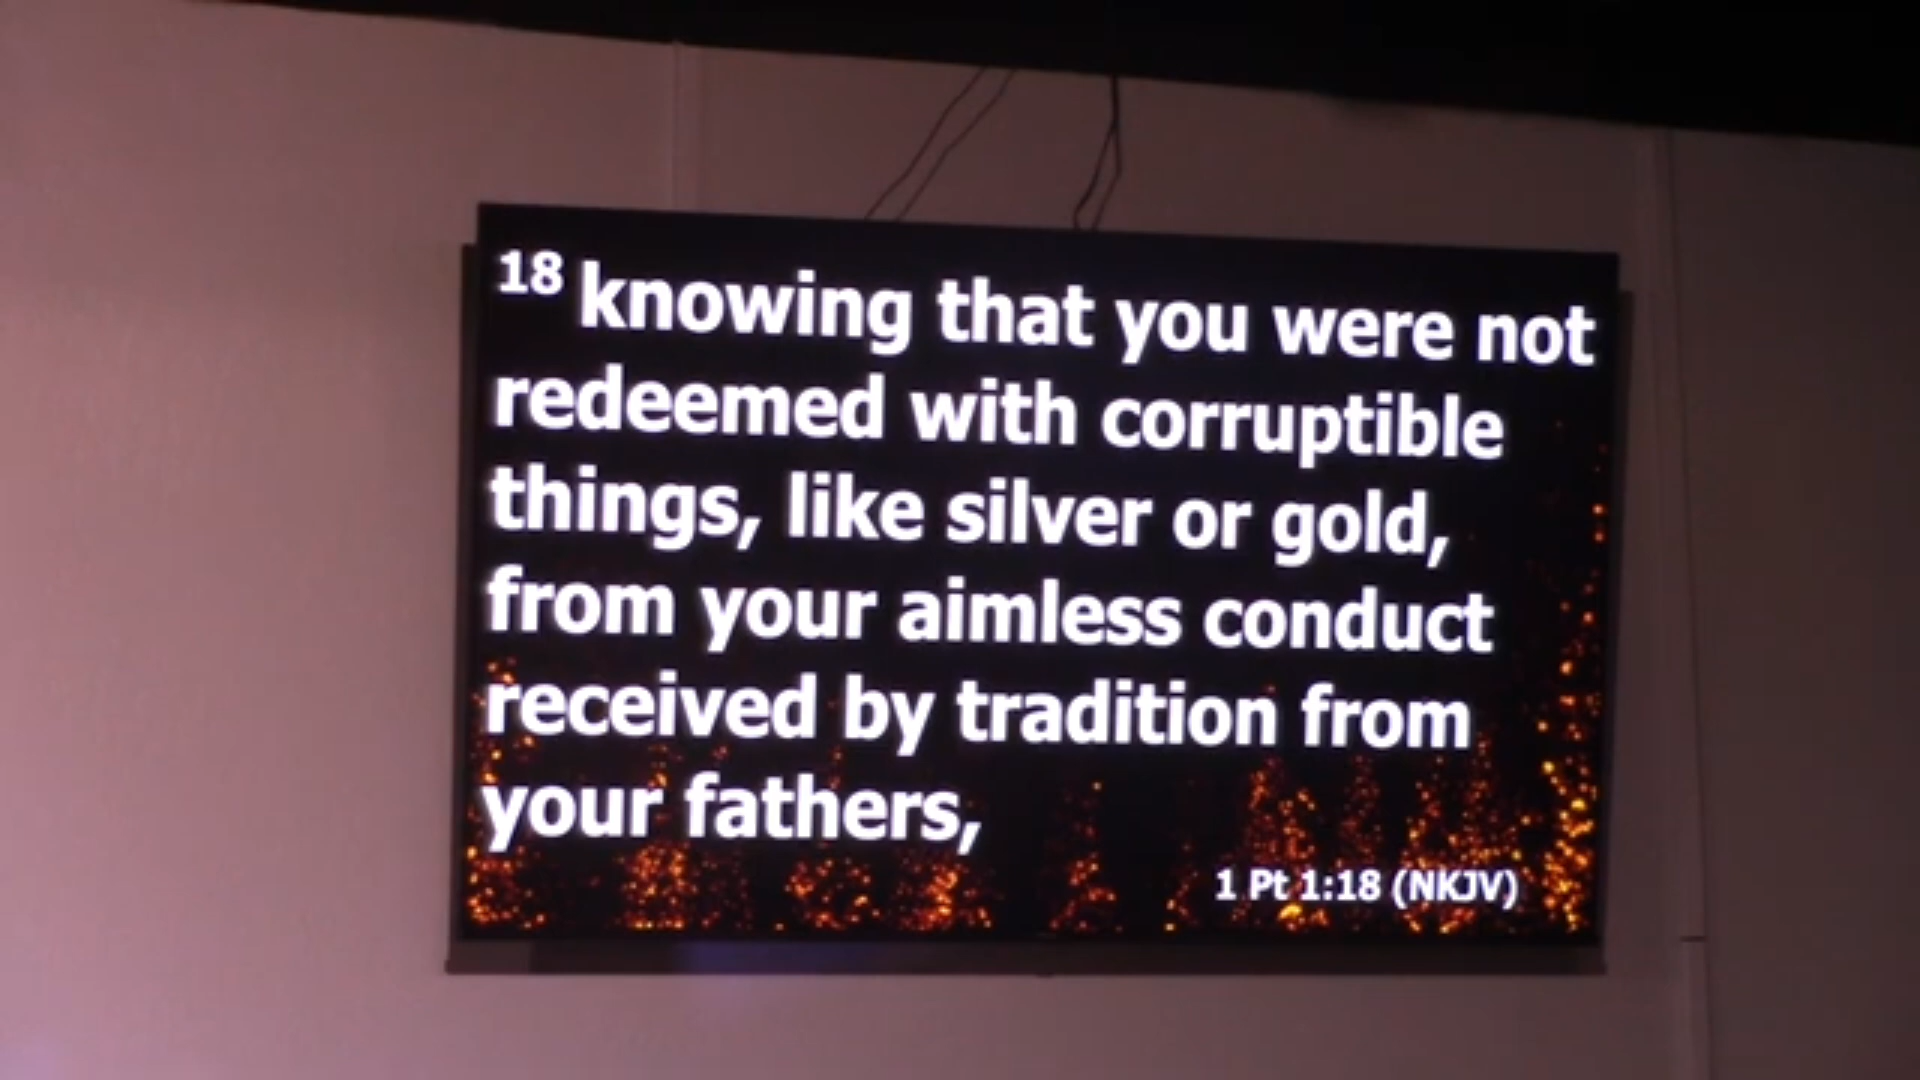 18 knowing that you were not
redeemed with corruptible
things, like silver or gold,
from your aimless conduct
received by tradition from
your fathers,
1 Pt 1:18 (NKJV)